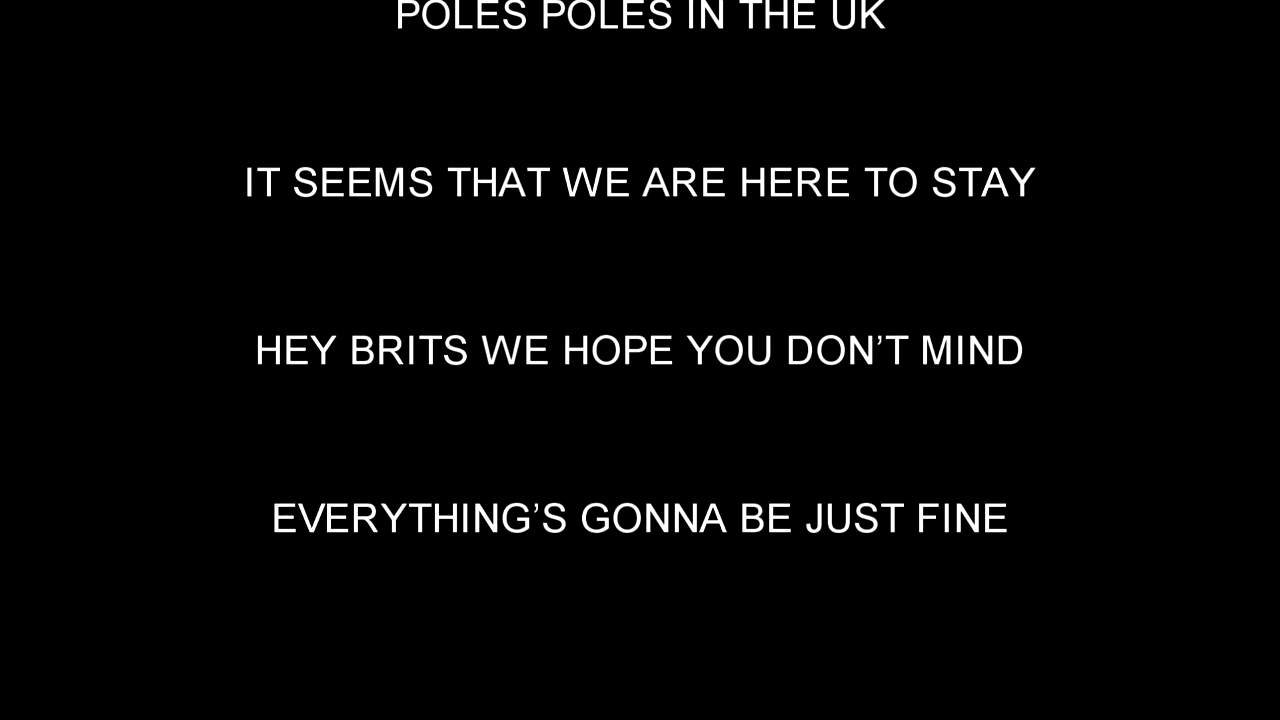 POLES POLES IN THE UK
IT SEEMS THAT WE ARE HERE TO STAY
HEY BRITS WE HOPE YOU DON’T MIND
EVERYTHING’S GONNA BE JUST FINE